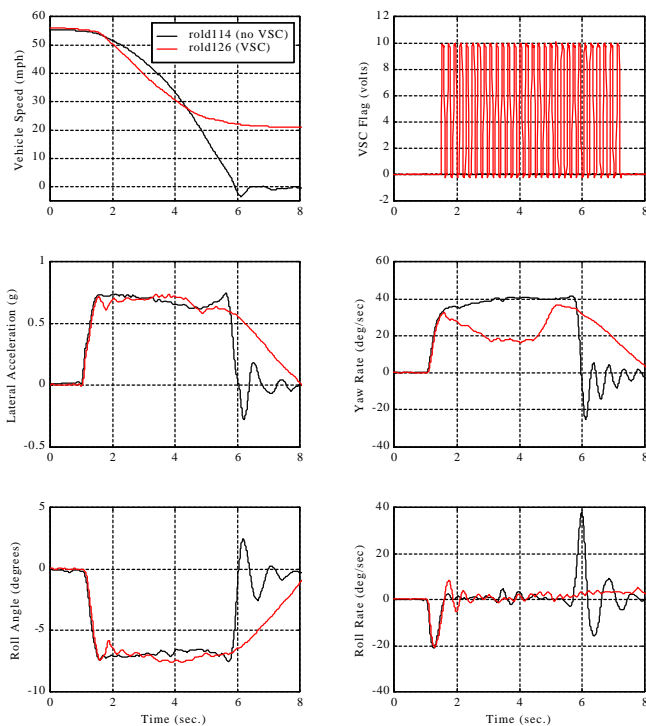 60
50
40
30
20
10
0
0 2 4 6 8
Vehicle Speed (mph)
rold114 (no VSC)
rold126 (VSC)
12
10
8
6
4
2
0
-2
0 2 4 6 8
VSC Flag (volts)
1
0.5
0
-0.5
0 2 4 6 8
Lateral Acceleration (g)
60
40
20
0
-20
-40
0 2 4 6 8
Yaw Rate (deg/sec)
5
0
-5
-10
0 2 4 6 8
Roll Angle (degrees)
Time (sec.)
40
20
0
-20
-40
0 2 4 6 8
Roll Rate (deg/sec)
Time (sec.)